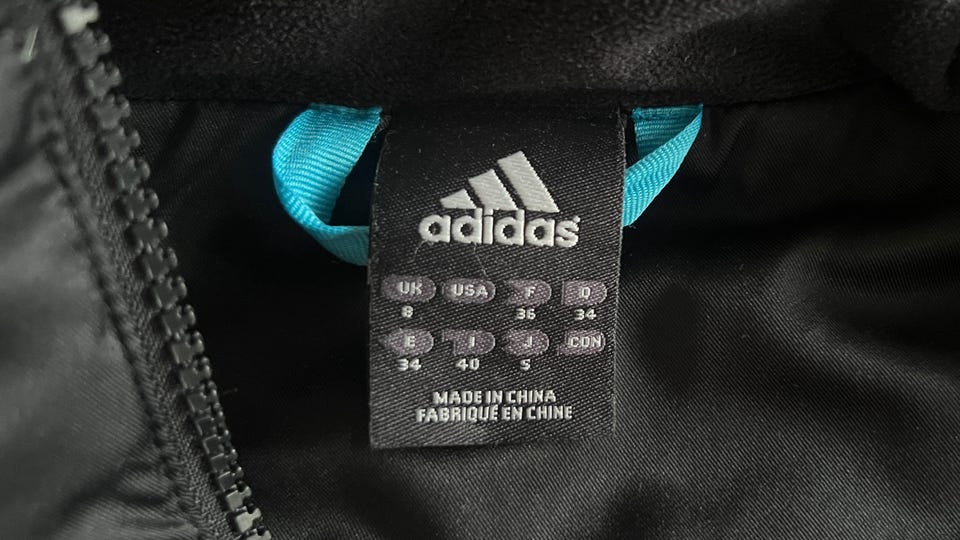 adidas
UK USA F D
8 36 34
E I J CON
34 40 S
MADE IN CHINA
FABRIQUÉ EN CHINE